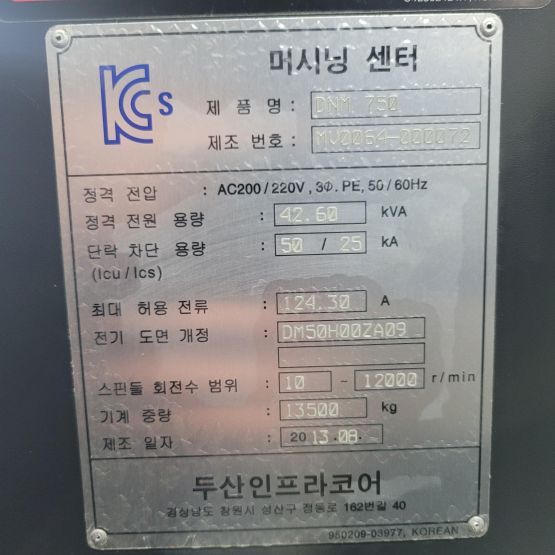 KCs
머시닝 센터
제 품 명 : DNM 750
제조 번호 : MV0064-000072
정격 전압 : AC200/220V, 3Φ, PE, 50/60Hz
정격 전원 용량 : 42.60 kVA
단락 차단 용량 : 50 / 25 kA
(Icu/Ics)
최대 허용 전류 : 124.30 A
전기 도면 개정 : DM50H00ZA09
스핀들 회전수 범위 : 10 ~ 12000 r/min
기계 중량 : 13500 kg
제조 일자 : 2013.08.
두산인프라코어
경상남도 창원시 성산구 정동로 162번길 40
950209-03977, KOREAN